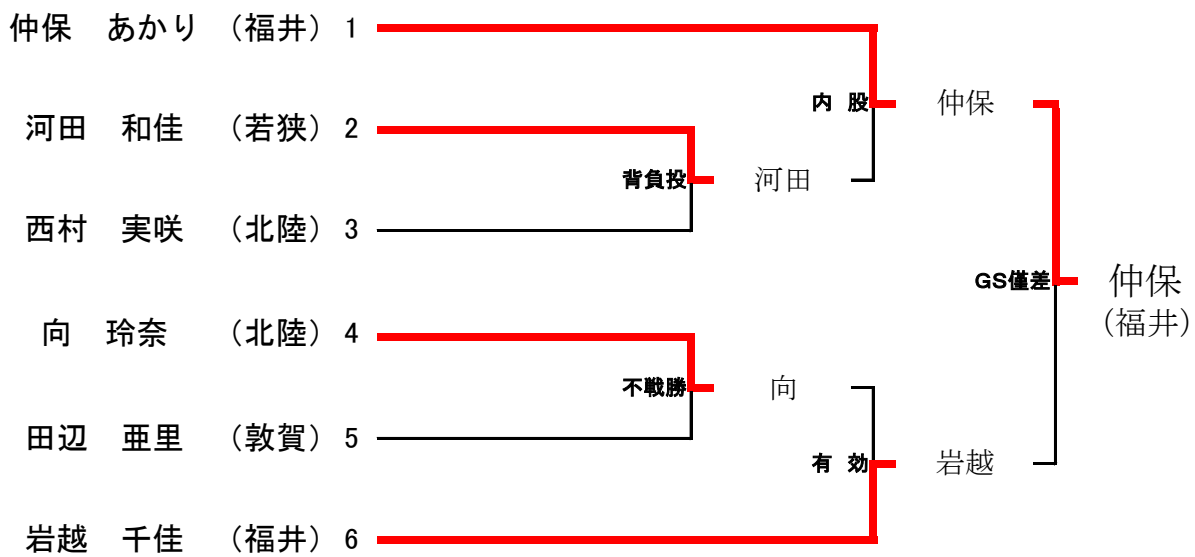 仲保　あかり　（福井）　1
内　股　仲保
河田　和佳　（若狭）　2
背負投　河田
西村　実咲　（北陸）　3
GS僅差　仲保
（福井）
向　玲奈　（北陸）　4
不戦勝　向
田辺　亜里　（敦賀）　5
有　効　岩越
岩越　千佳　（福井）　6